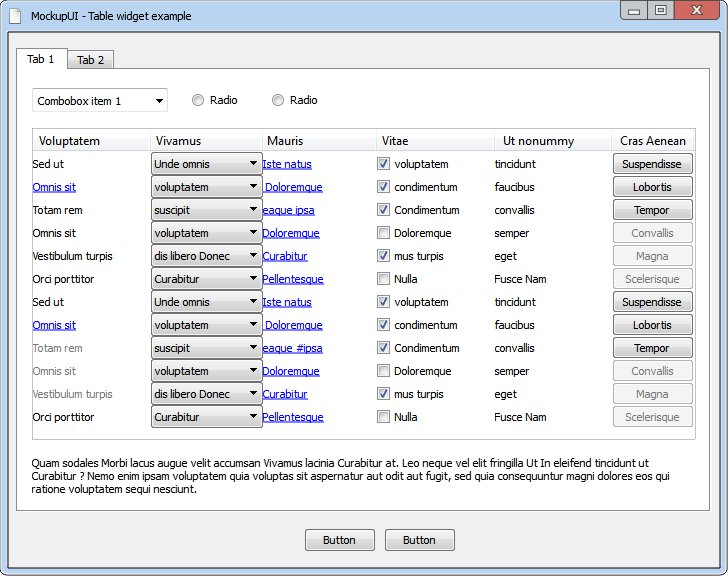 MockupUI - Table widget example
Tab 1 Tab 2
Combobox item 1 Radio Radio
Voluptatem Vivamus Mauris Vitae Ut nonummy Cras Aenean
Sed ut Unde omnis Iste natus voluptatem tincidunt Suspendisse
Omnis sit voluptatem Doloremque condimentum faucibus Lobortis
Totam rem suscipit eaque ipsa Condimentum convallis Tempor
Omnis sit voluptatem Doloremque Doloremque semper Convallis
Vestibulum turpis dis libero Donec Curabitur mus turpis eget Magna
Orci porttitor Curabitur Pellentesque Nulla Fusce Nam Scelerisque
Sed ut Unde omnis Iste natus voluptatem tincidunt Suspendisse
Omnis sit voluptatem Doloremque condimentum faucibus Lobortis
Totam rem suscipit eaque #ipsa Condimentum convallis Tempor
Omnis sit voluptatem Doloremque Doloremque semper Convallis
Vestibulum turpis dis libero Donec Curabitur mus turpis eget Magna
Orci porttitor Curabitur Pellentesque Nulla Fusce Nam Scelerisque
Quam sodales Morbi lacus augue velit accumsan Vivamus lacinia Curabitur at. Leo neque vel elit fringilla Ut In eleifend tincidunt ut
Curabitur ? Nemo enim ipsam voluptatem quia voluptas sit aspernatur aut odit aut fugit, sed quia consequuntur magni dolores eos qui
ratione voluptatem sequi nesciunt.
Button Button